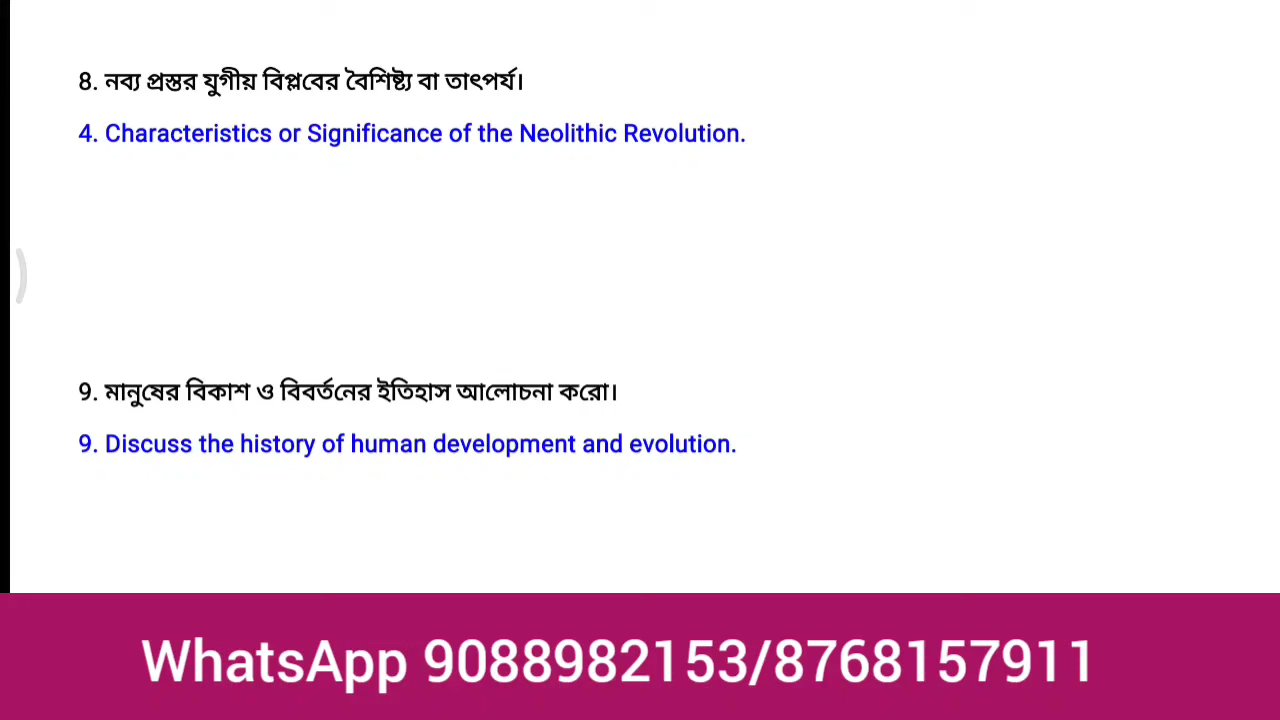 8. নব্য প্রস্তর যুগীয় বিপ্লবের বৈশিষ্ট্য বা তাৎপর্য।
4. Characteristics or Significance of the Neolithic Revolution.
9. মানুষের বিকাশ ও বিবর্তনের ইতিহাস আলোচনা করো।
9. Discuss the history of human development and evolution.
WhatsApp 9088982153/8768157911